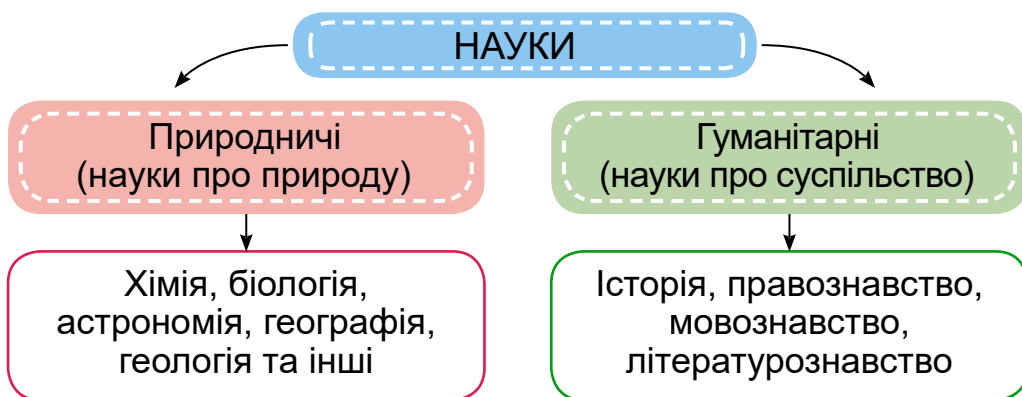 НАУКИ
Природничі
(науки про природу)
Гуманітарні
(науки про суспільство)
Хімія, біологія,
астрономія, географія,
геологія та інші
Історія, правознавство,
мовознавство,
літературознавство